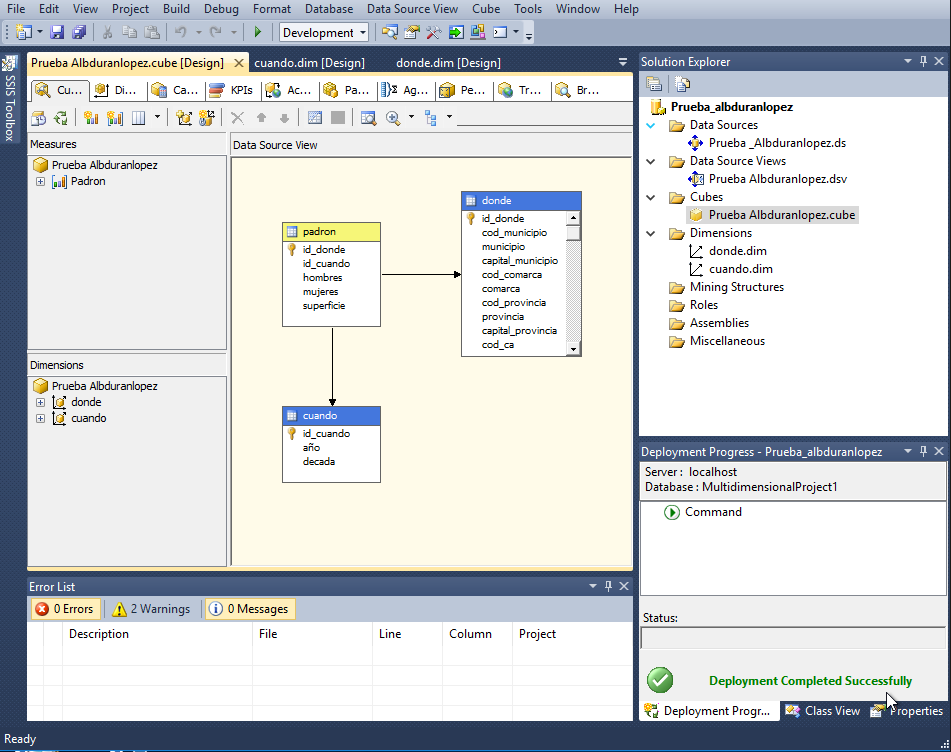 File Edit View Project Build Debug Format Database Data Source View Cube Tools Window Help
Development
SSIS Toolbox
Prueba Albduranlopez.cube [Design] cuando.dim [Design] donde.dim [Design]
Cu... Di... Ca... KPIs Ac... Pa... Ag... Pe... Tr... Br...
Measures
Prueba Albduranlopez
Padron
Dimensions
Prueba Albduranlopez
donde
cuando
Data Source View
padron
id_donde
id_cuando
hombres
mujeres
superficie
donde
id_donde
cod_municipio
municipio
capital_municipio
cod_comarca
comarca
cod_provincia
provincia
capital_provincia
cod_ca
cuando
id_cuando
año
decada
Error List
0 Errors 2 Warnings 0 Messages
Description File Line Column Project
Solution Explorer
Prueba_albduranlopez
Data Sources
Prueba _Albduranlopez.ds
Data Source Views
Prueba Albduranlopez.dsv
Cubes
Prueba Albduranlopez.cube
Dimensions
donde.dim
cuando.dim
Mining Structures
Roles
Assemblies
Miscellaneous
Deployment Progress - Prueba_albduranlopez
Server : localhost
Database : MultidimensionalProject1
Command
Status:
Deployment Completed Successfully
Deployment Progr... Class View Properties
Ready